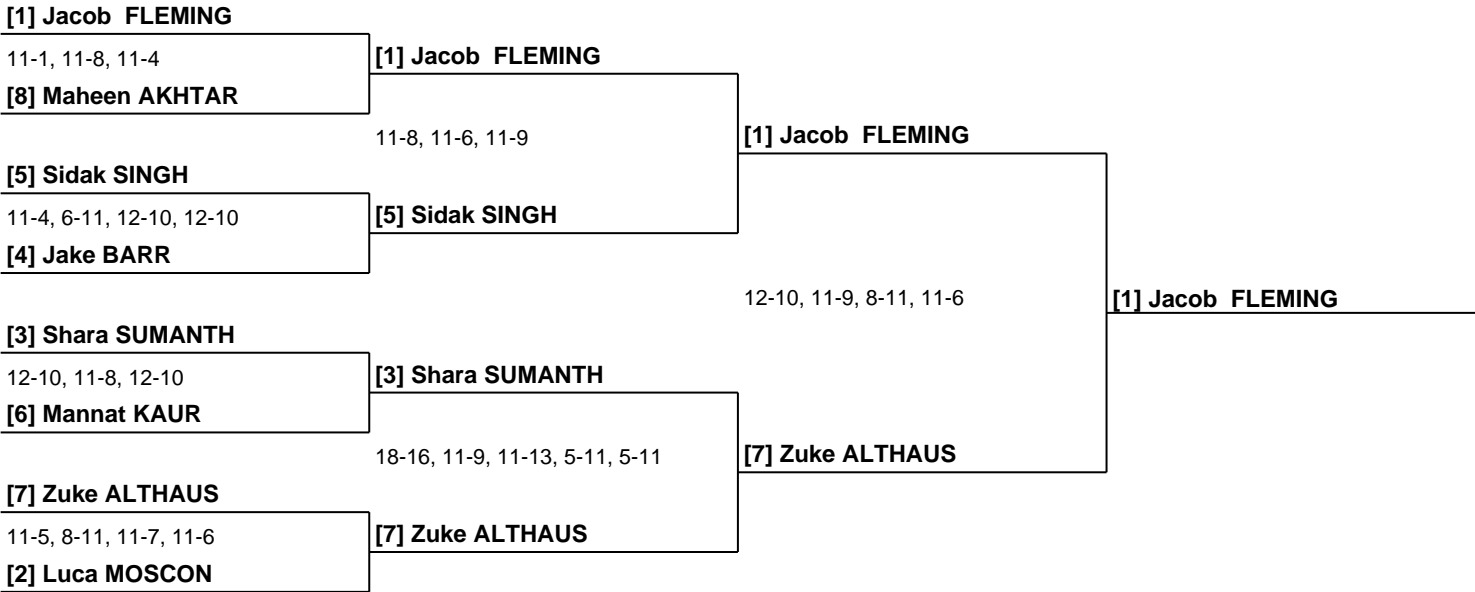 [1] Jacob  FLEMING
11-1, 11-8, 11-4
[8] Maheen AKHTAR
[1] Jacob  FLEMING
11-8, 11-6, 11-9
[5] Sidak SINGH
11-4, 6-11, 12-10, 12-10
[4] Jake BARR
[5] Sidak SINGH
[1] Jacob  FLEMING
12-10, 11-9, 8-11, 11-6
[1] Jacob  FLEMING
[3] Shara SUMANTH
12-10, 11-8, 12-10
[6] Mannat KAUR
[3] Shara SUMANTH
18-16, 11-9, 11-13, 5-11, 5-11
[7] Zuke ALTHAUS
[7] Zuke ALTHAUS
11-5, 8-11, 11-7, 11-6
[2] Luca MOSCON
[7] Zuke ALTHAUS